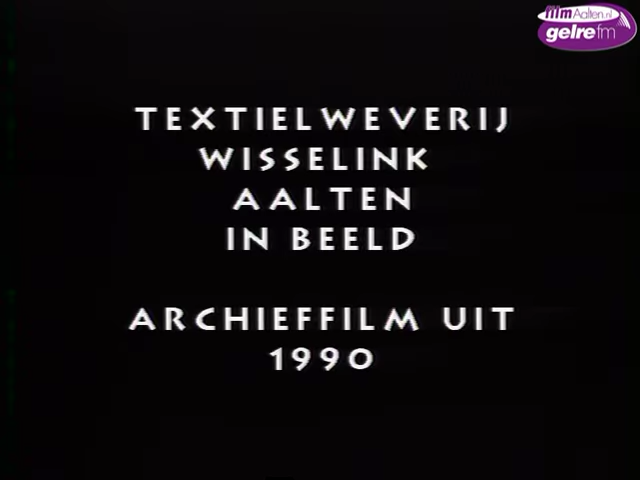 filmAalten.nl
gelre fm
TEXTIELWEVERIJ
WISSELINK
AALTEN
IN BEELD
ARCHIEFFILM UIT
1990